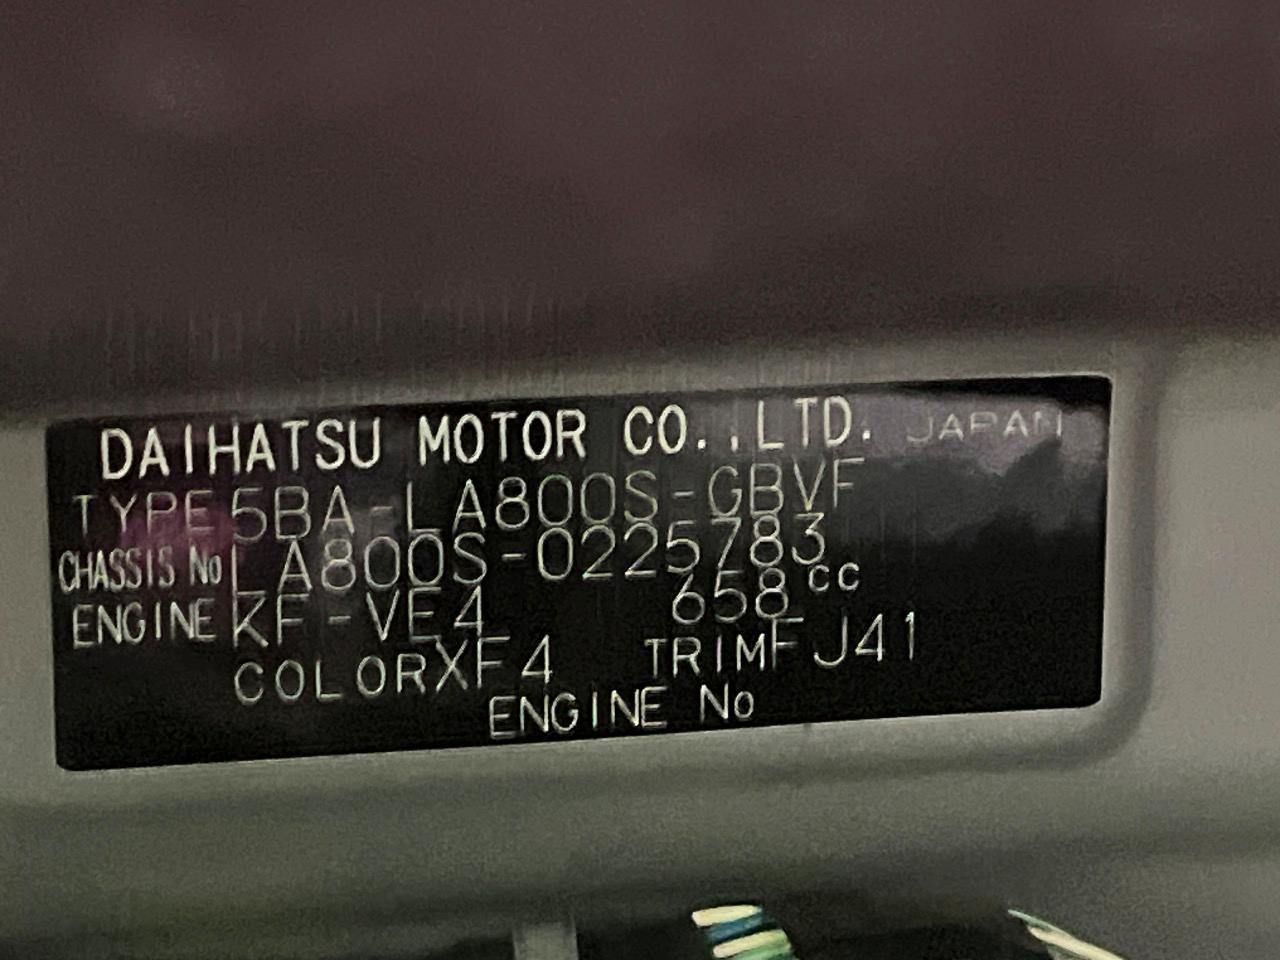 DAIHATSU MOTOR CO.,LTD. JAPAN
TYPE 5BA-LA800S-GBVF
CHASSIS No LA800S-0225783
ENGINE KF-VE4 658cc
COLOR XF4 TRIM FJ41
ENGINE No